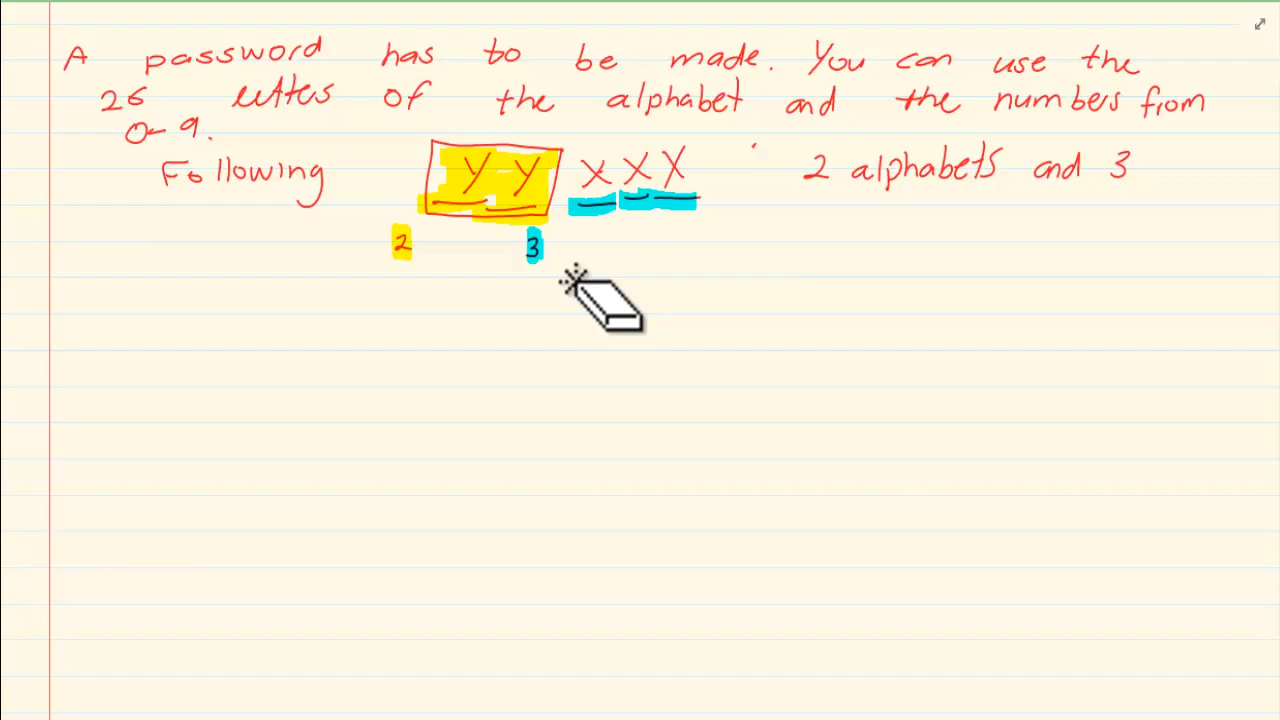 A password has to be made. You can use the
26 letters of the alphabet and the numbers from
0-9.
Following y y x x x 2 alphabets and 3
2 3